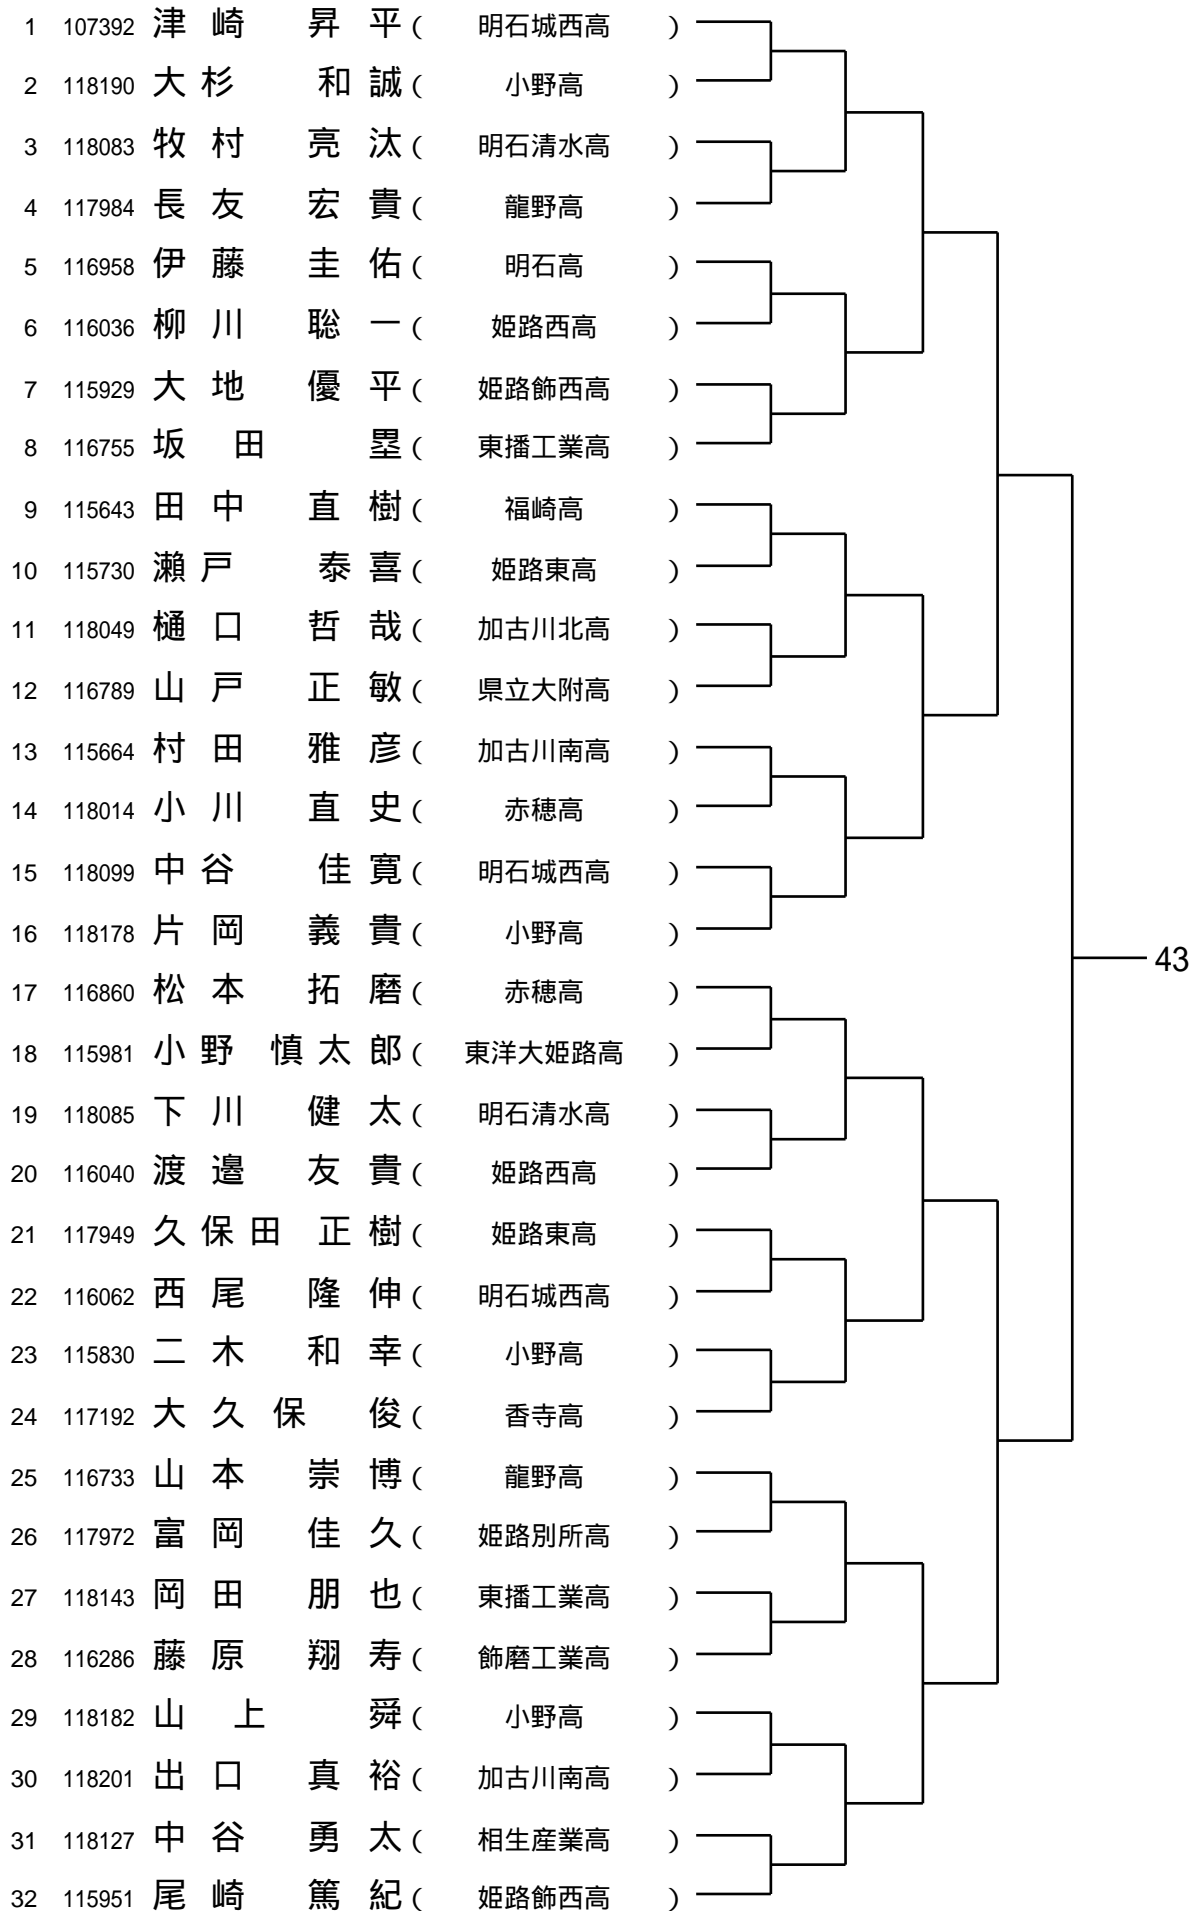 1 107392 津崎 昇平 ( 明石城西高 )
2 118190 大杉 和誠 ( 小野高 )
3 118083 牧村 亮汰 ( 明石清水高 )
4 117984 長友 宏貴 ( 龍野高 )
5 116958 伊藤 圭佑 ( 明石高 )
6 116036 柳川 聡一 ( 姫路西高 )
7 115929 大地 優平 ( 姫路飾西高 )
8 116755 坂田 塁 ( 東播工業高 )
9 115643 田中 直樹 ( 福崎高 )
10 115730 瀬戸 泰喜 ( 姫路東高 )
11 118049 樋口 哲哉 ( 加古川北高 )
12 116789 山戸 正敏 ( 県立大附高 )
13 115664 村田 雅彦 ( 加古川南高 )
14 118014 小川 直史 ( 赤穂高 )
15 118099 中谷 佳寛 ( 明石城西高 )
16 118178 片岡 義貴 ( 小野高 )
43
17 116860 松本 拓磨 ( 赤穂高 )
18 115981 小野 慎太郎 ( 東洋大姫路高 )
19 118085 下川 健太 ( 明石清水高 )
20 116040 渡邉 友貴 ( 姫路西高 )
21 117949 久保田 正樹 ( 姫路東高 )
22 116062 西尾 隆伸 ( 明石城西高 )
23 115830 二木 和幸 ( 小野高 )
24 117192 大久保 俊 ( 香寺高 )
25 116733 山本 崇博 ( 龍野高 )
26 117972 富岡 佳久 ( 姫路別所高 )
27 118143 岡田 朋也 ( 東播工業高 )
28 116286 藤原 翔寿 ( 飾磨工業高 )
29 118182 山上 舜 ( 小野高 )
30 118201 出口 真裕 ( 加古川南高 )
31 118127 中谷 勇太 ( 相生産業高 )
32 115951 尾崎 篤紀 ( 姫路飾西高 )